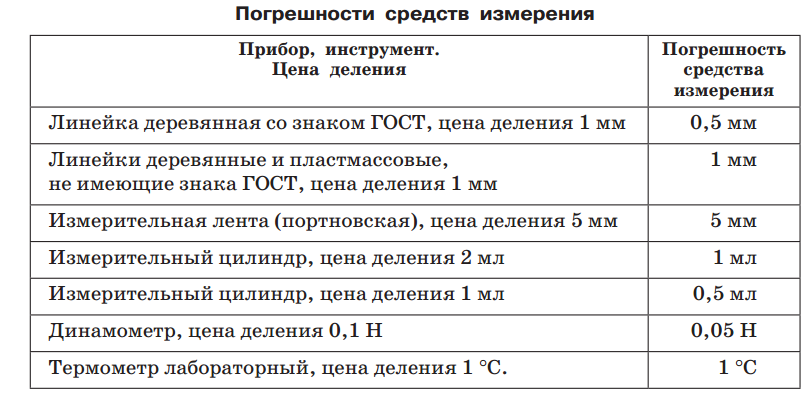 Погрешности средств измерения
Прибор, инструмент.
Цена деления
Погрешность
средства
измерения
Линейка деревянная со знаком ГОСТ, цена деления 1 мм
0,5 мм
Линейки деревянные и пластмассовые,
не имеющие знака ГОСТ, цена деления 1 мм
1 мм
Измерительная лента (портновская), цена деления 5 мм
5 мм
Измерительный цилиндр, цена деления 2 мл
1 мл
Измерительный цилиндр, цена деления 1 мл
0,5 мл
Динамометр, цена деления 0,1 Н
0,05 Н
Термометр лабораторный, цена деления 1 °С.
1 °С